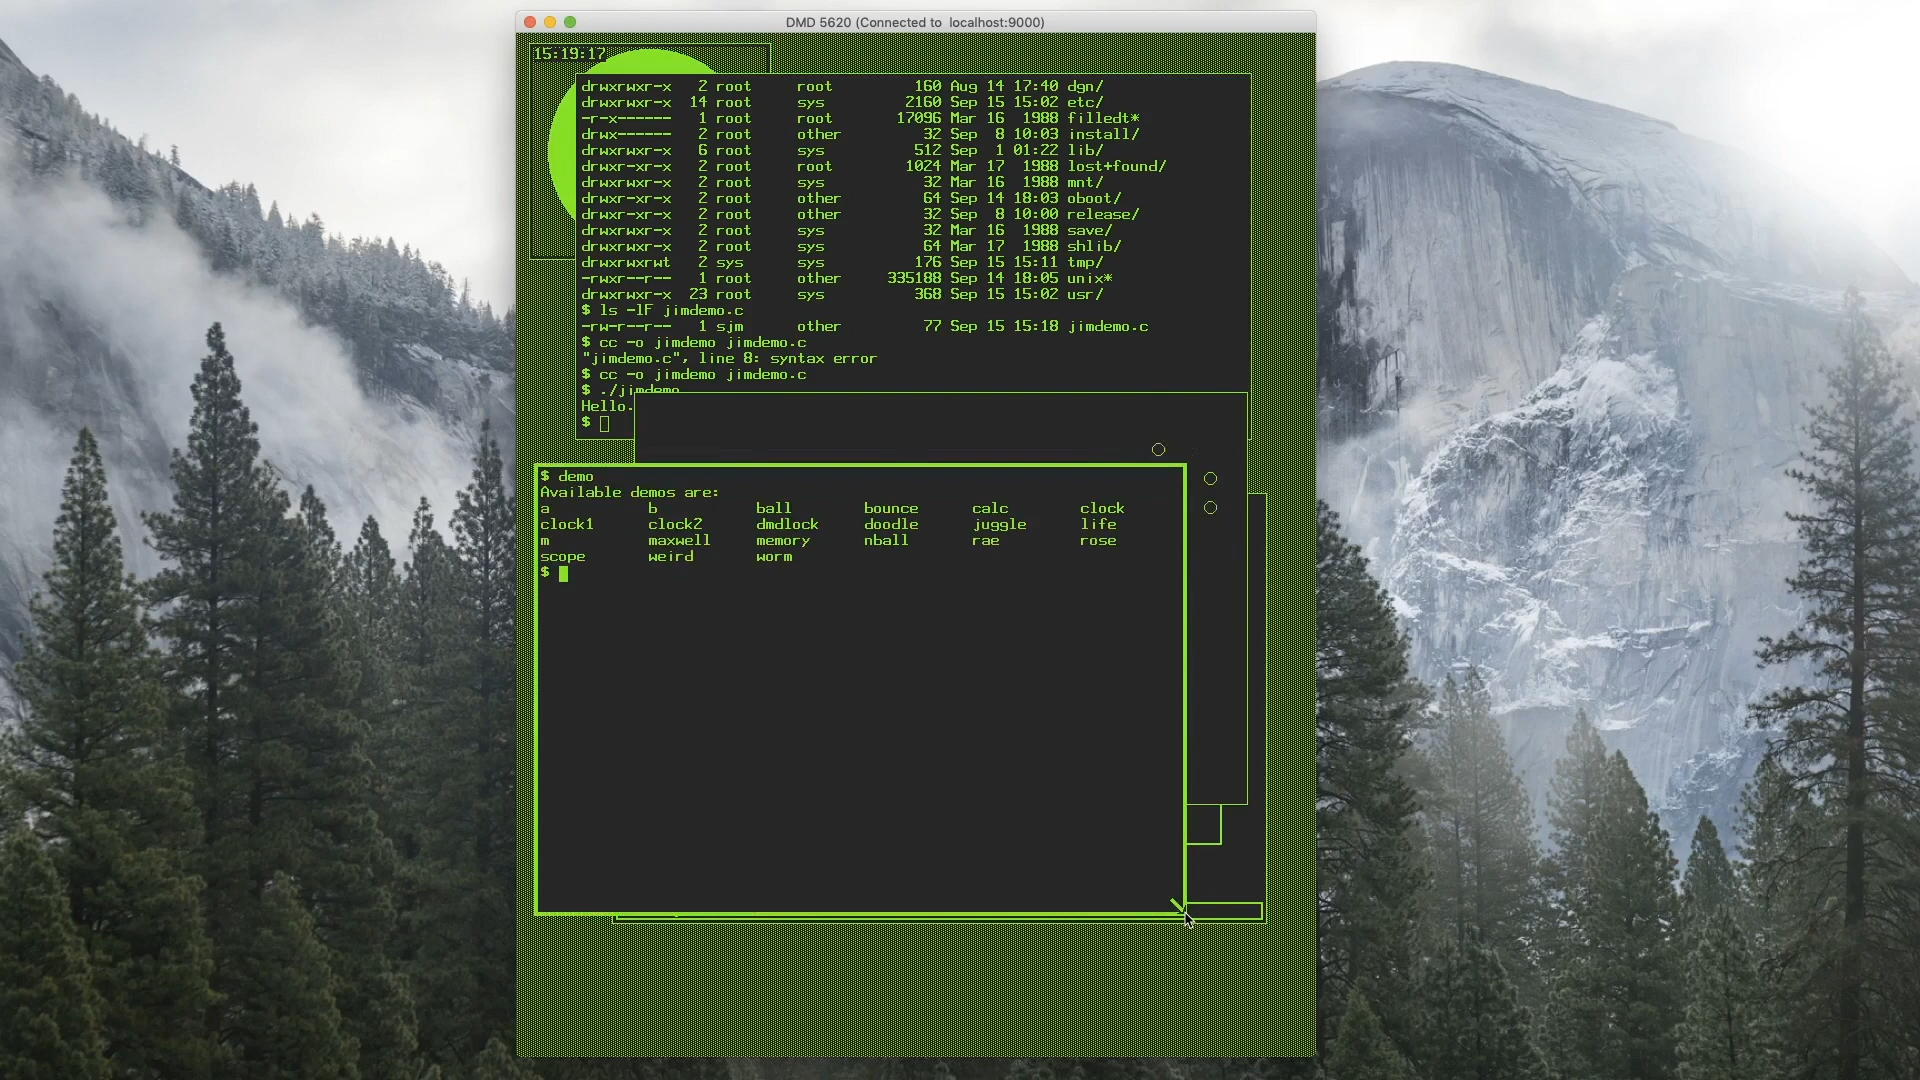 DMD 5620 (Connected to  localhost:9000)
15:19:17
drwxrwxr-x   2 root     root         160 Aug 14 17:40 dgn/
drwxrwxr-x  14 root     sys         2160 Sep 15 15:02 etc/
-r-x------   1 root     root       17096 Mar 16  1988 filledt*
drwx------   2 root     other         32 Sep  8 10:03 install/
drwxrwxr-x   6 root     sys          512 Sep  1 01:22 lib/
drwxr-xr-x   2 root     root        1024 Mar 17  1988 lost+found/
drwxrwxr-x   2 root     sys           32 Mar 16  1988 mnt/
drwxr-xr-x   2 root     other         64 Sep 14 18:03 oboot/
drwxr-xr-x   2 root     other         32 Sep  8 10:00 release/
drwxrwxr-x   2 root     sys           32 Mar 16  1988 save/
drwxrwxr-x   2 root     sys           64 Mar 17  1988 shlib/
drwxrwxrwt   2 sys      sys          176 Sep 15 15:11 tmp/
-rwxr--r--   1 root     other     335188 Sep 14 18:05 unix*
drwxrwxr-x  23 root     sys          368 Sep 15 15:02 usr/
$ ls -lF jimdemo.c
-rw-r--r--   1 sjm      other         77 Sep 15 15:18 jimdemo.c
$ cc -o jimdemo jimdemo.c
"jimdemo.c", line 8: syntax error
$ cc -o jimdemo jimdemo.c
$ ./jimdemo
Hello.
$
$ demo
Available demos are:
a           b           ball        bounce      calc        clock
clock1      clock2      dmdlock     doodle      juggle      life
m           maxwell     memory      nball       rae         rose
scope       weird       worm
$